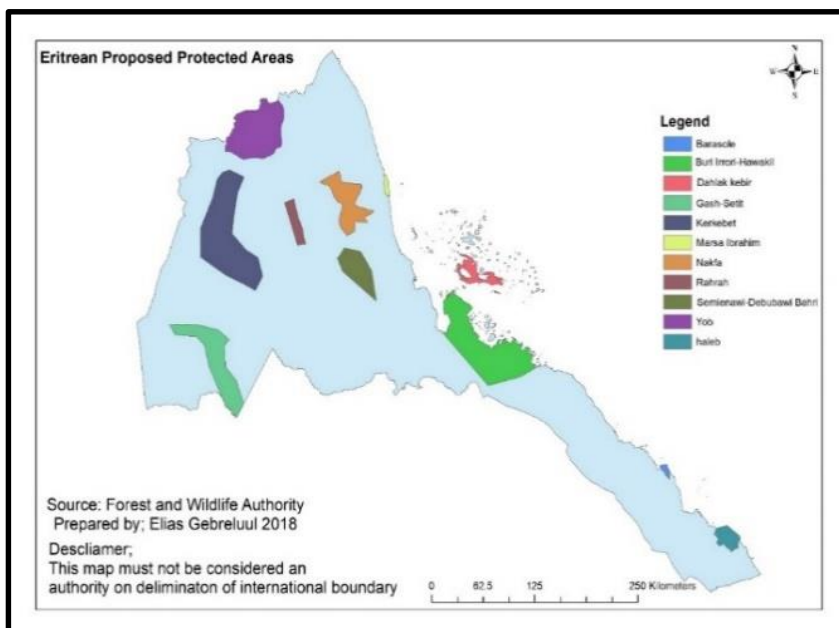 Eritrean Proposed Protected Areas
N
W
E
S
Legend
Barasole
Buri Irrori-Hawakil
Dahlak kebir
Gash-Setit
Kerkebet
Marsa Ibrahim
Nakfa
Rahrah
Semienawi-Debubawi Bahri
Yob
haleb
Source: Forest and Wildlife Authority
Prepared by; Elias Gebreluul 2018
Descliamer;
This map must not be considered an
authority on deliminaton of international boundary
0 62.5 125 250 Kilometers